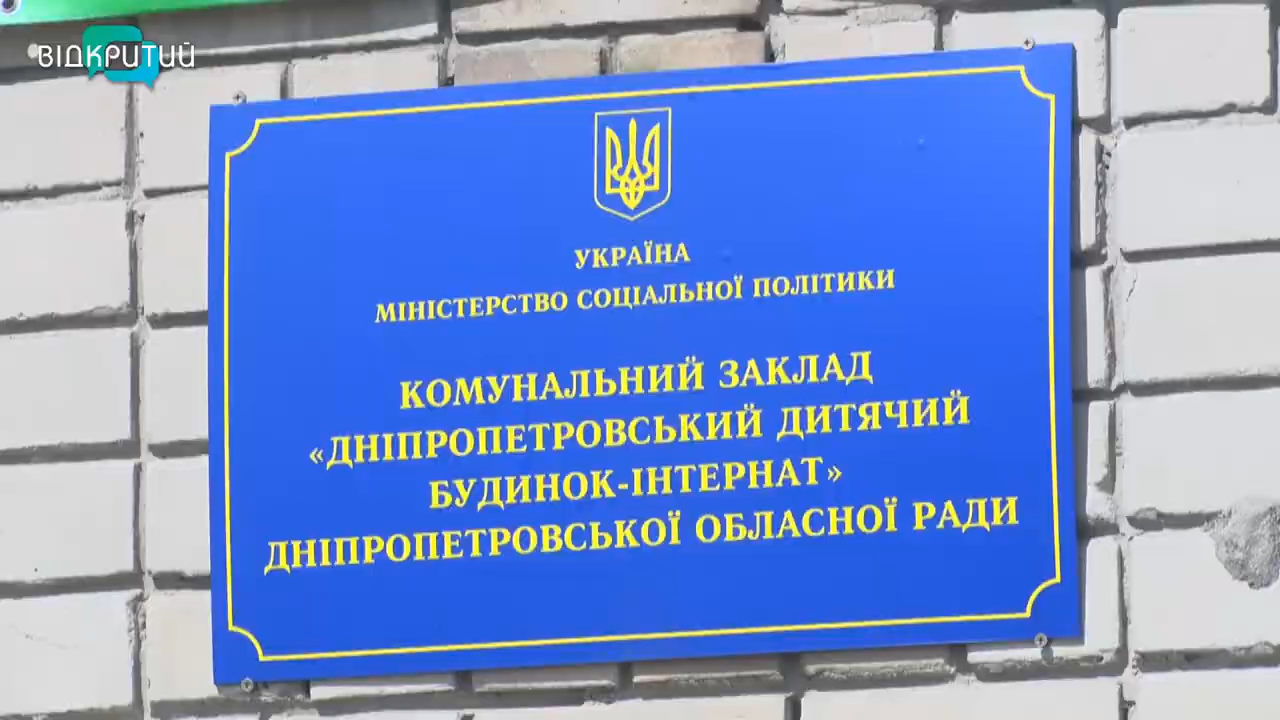 ВІДКРИТИЙ
УКРАЇНА
МІНІСТЕРСТВО СОЦІАЛЬНОЇ ПОЛІТИКИ
КОМУНАЛЬНИЙ ЗАКЛАД
«ДНІПРОПЕТРОВСЬКИЙ ДИТЯЧИЙ
БУДИНОК-ІНТЕРНАТ»
ДНІПРОПЕТРОВСЬКОЇ ОБЛАСНОЇ РАДИ